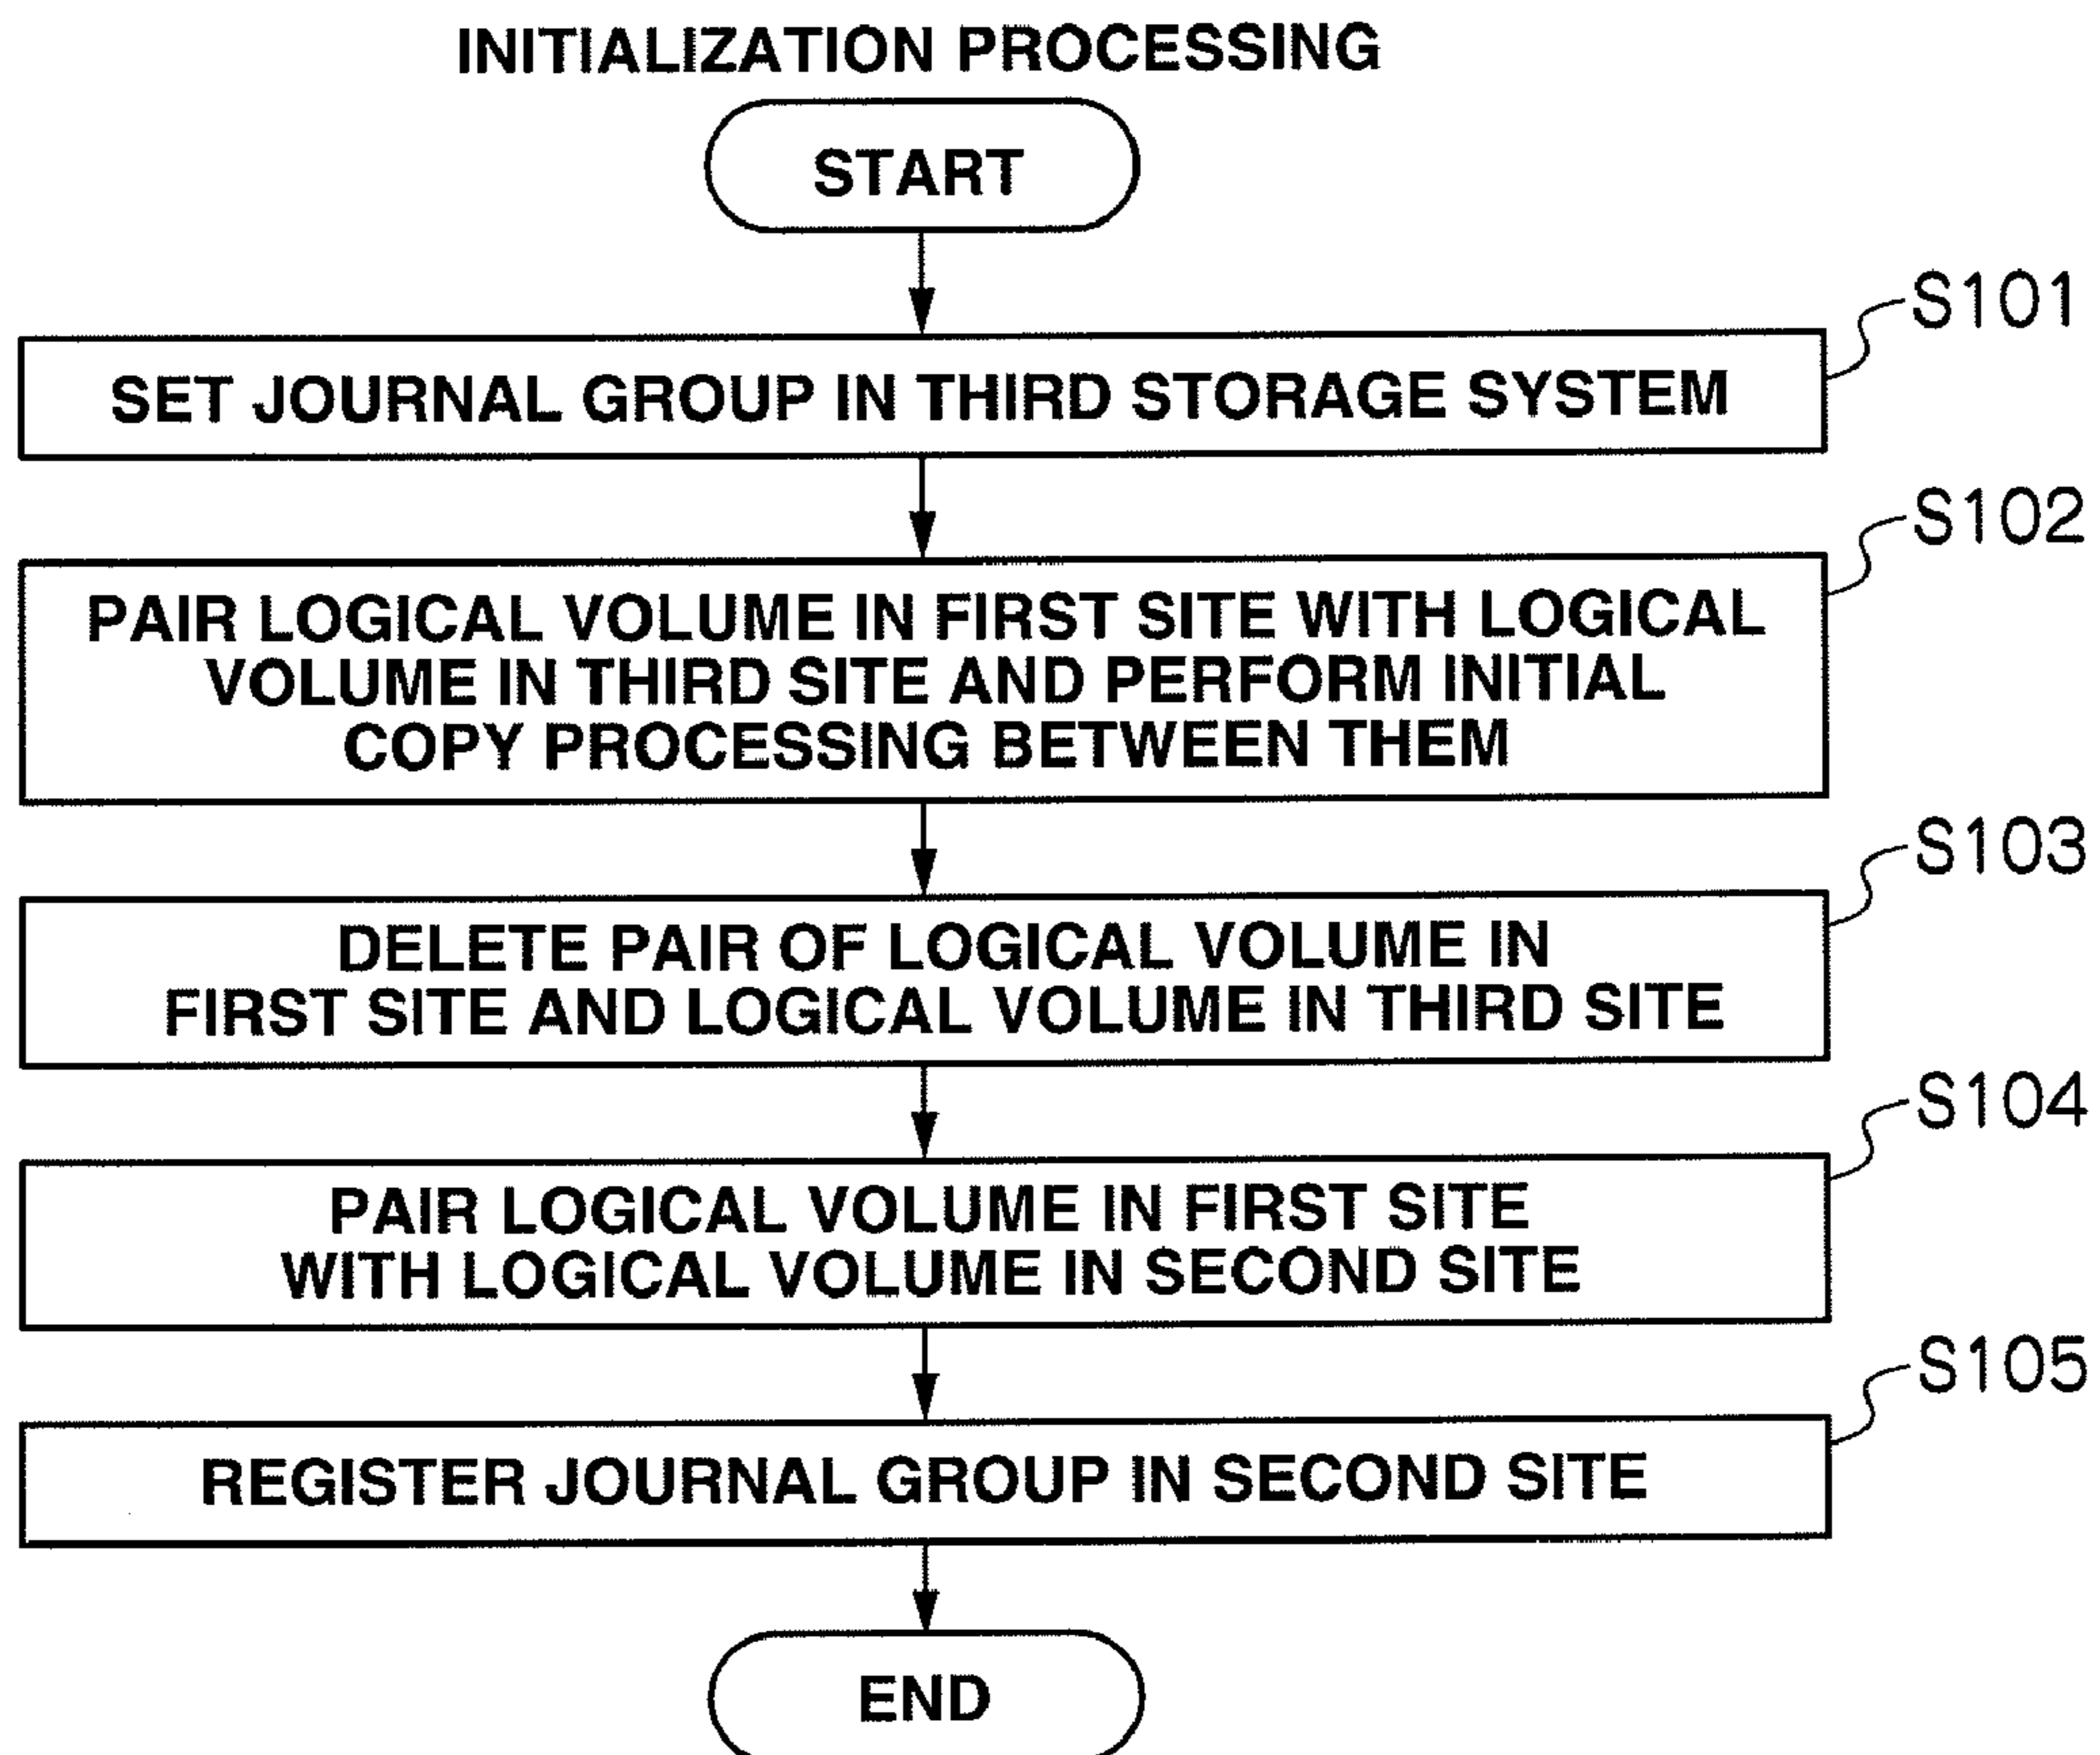 INITIALIZATION PROCESSING
START
S101
SET JOURNAL GROUP IN THIRD STORAGE SYSTEM
S102
PAIR LOGICAL VOLUME IN FIRST SITE WITH LOGICAL
VOLUME IN THIRD SITE AND PERFORM INITIAL
COPY PROCESSING BETWEEN THEM
S103
DELETE PAIR OF LOGICAL VOLUME IN
FIRST SITE AND LOGICAL VOLUME IN THIRD SITE
S104
PAIR LOGICAL VOLUME IN FIRST SITE
WITH LOGICAL VOLUME IN SECOND SITE
S105
REGISTER JOURNAL GROUP IN SECOND SITE
END